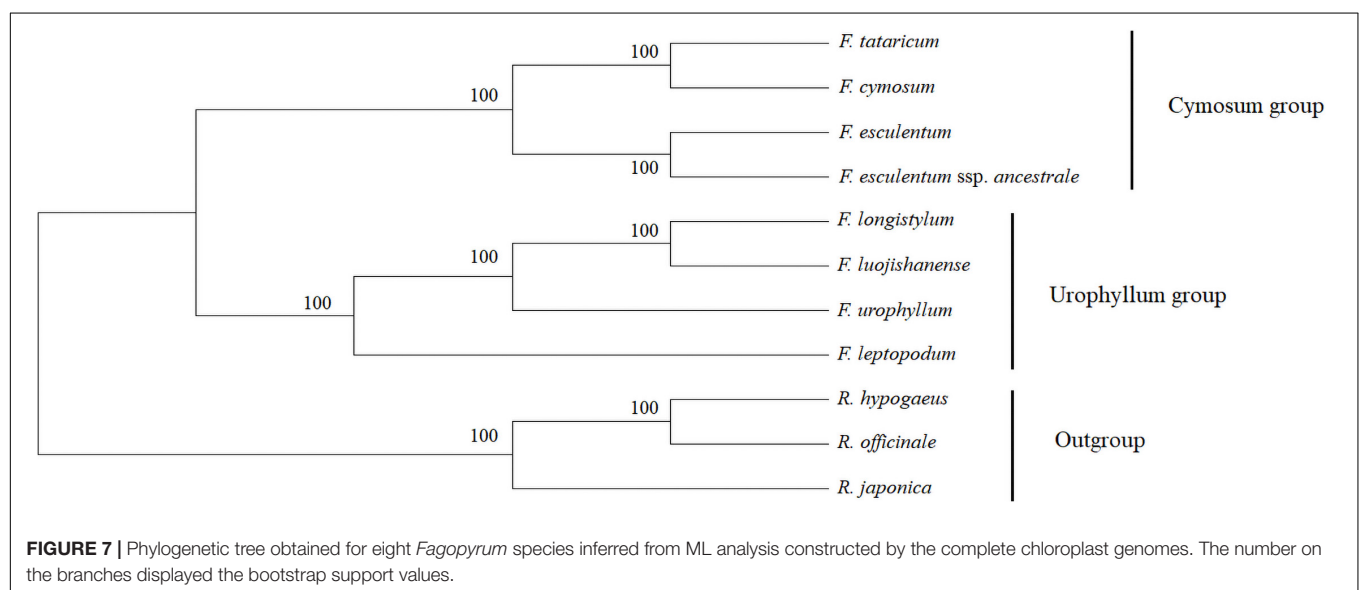 100
F. tataricum
F. cymosum
100
F. esculentum
100
F. esculentum ssp. ancestrale
Cymosum group
100
F. longistylum
100
F. luojishanense
100
F. urophyllum
F. leptopodum
Urophyllum group
100
R. hypogaeus
100
R. officinale
R. japonica
Outgroup
FIGURE 7 | Phylogenetic tree obtained for eight Fagopyrum species inferred from ML analysis constructed by the complete chloroplast genomes. The number on
the branches displayed the bootstrap support values.